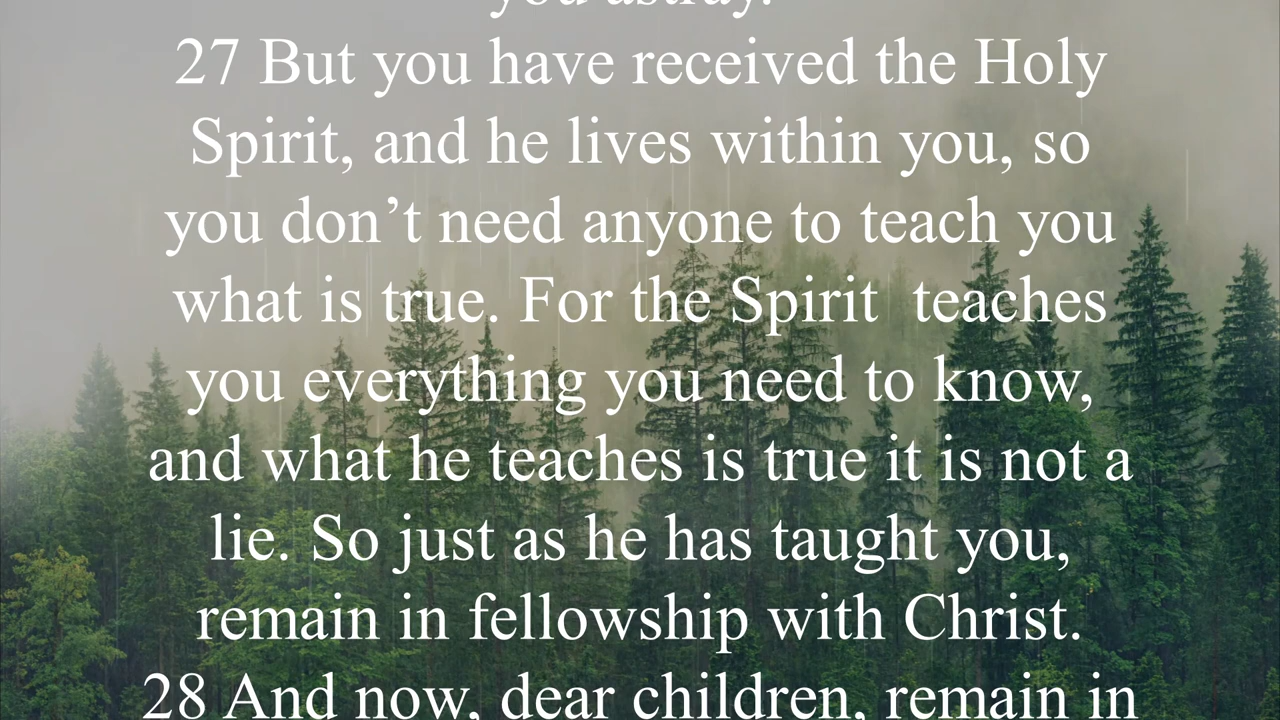 you astray.
27 But you have received the Holy
Spirit, and he lives within you, so
you don’t need anyone to teach you
what is true. For the Spirit  teaches
you everything you need to know,
and what he teaches is true it is not a
lie. So just as he has taught you,
remain in fellowship with Christ.
28 And now, dear children, remain in